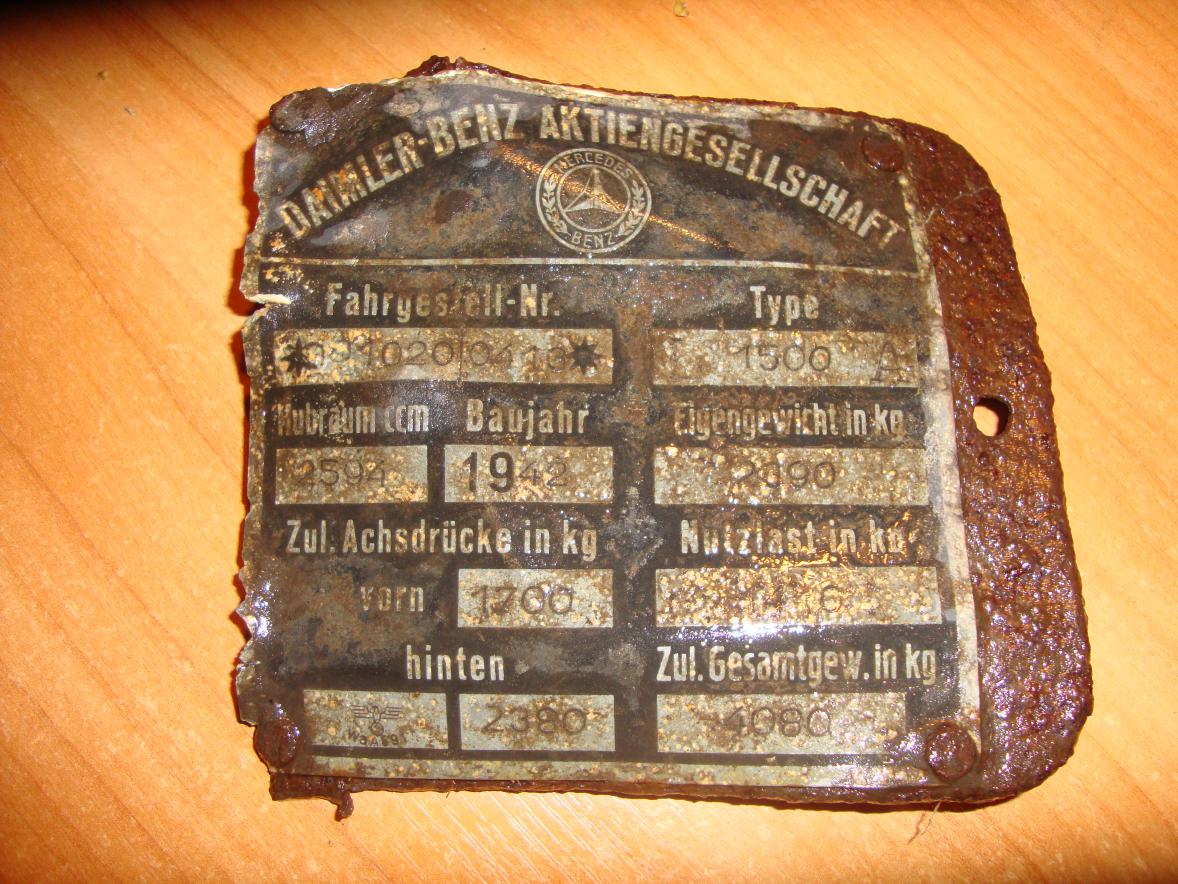 DAIMLER-BENZ AKTIENGESELLSCHAFT
MERCEDES
BENZ
Fahrgestell-Nr. Type
1500 A
Hubraum ccm Baujahr Eigengewicht in kg
2594 1942 2090
Zul. Achsdrücke in kg Nutzlast in kg
vorn 1700
hinten Zul. Gesamtgew. in kg
2380 4080